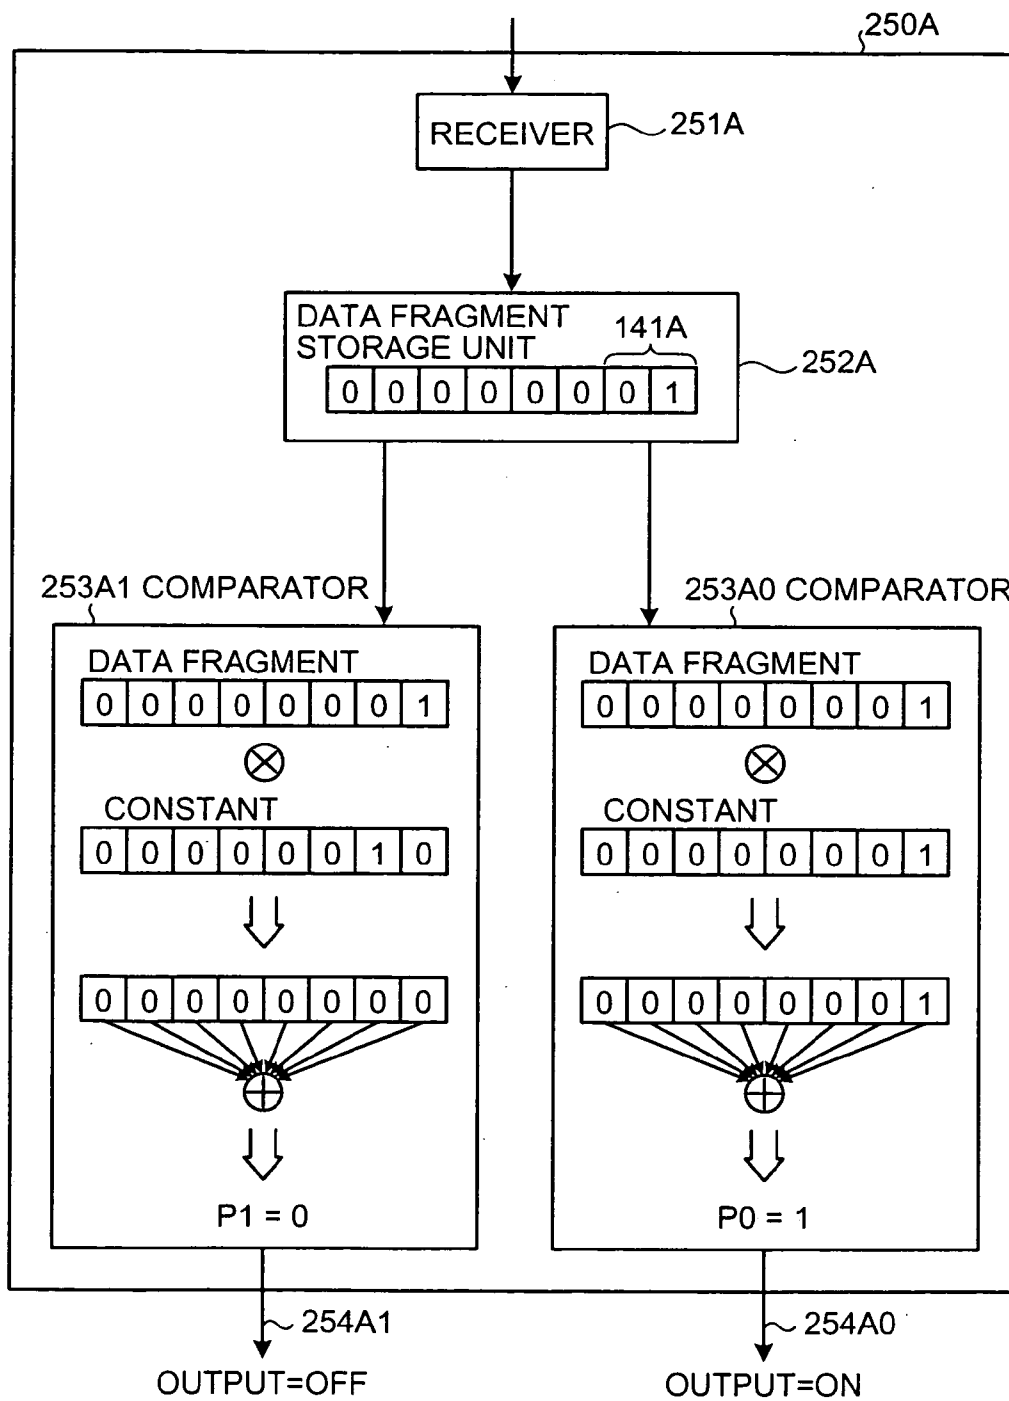 250A
RECEIVER
251A
DATA FRAGMENT
STORAGE UNIT
141A
0 0 0 0 0 0 0 1
252A
253A1 COMPARATOR
DATA FRAGMENT
0 0 0 0 0 0 0 1
⊗
CONSTANT
0 0 0 0 0 0 1 0
0 0 0 0 0 0 0 0
⊕
P1 = 0
254A1
OUTPUT=OFF
253A0 COMPARATOR
DATA FRAGMENT
0 0 0 0 0 0 0 1
⊗
CONSTANT
0 0 0 0 0 0 0 1
0 0 0 0 0 0 0 1
⊕
P0 = 1
254A0
OUTPUT=ON